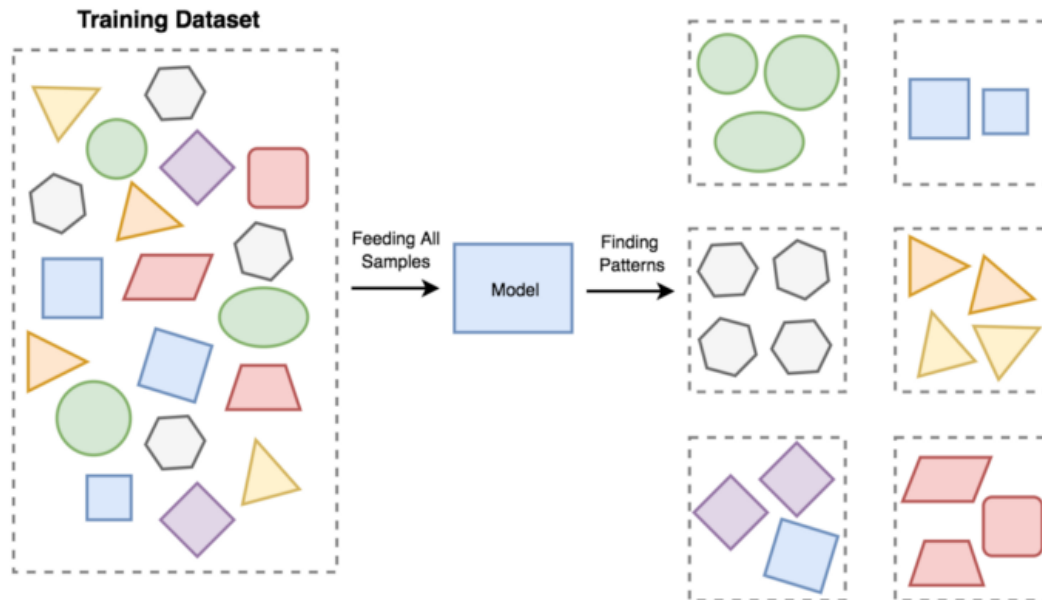 Training Dataset
Feeding All
Samples
Model
Finding
Patterns